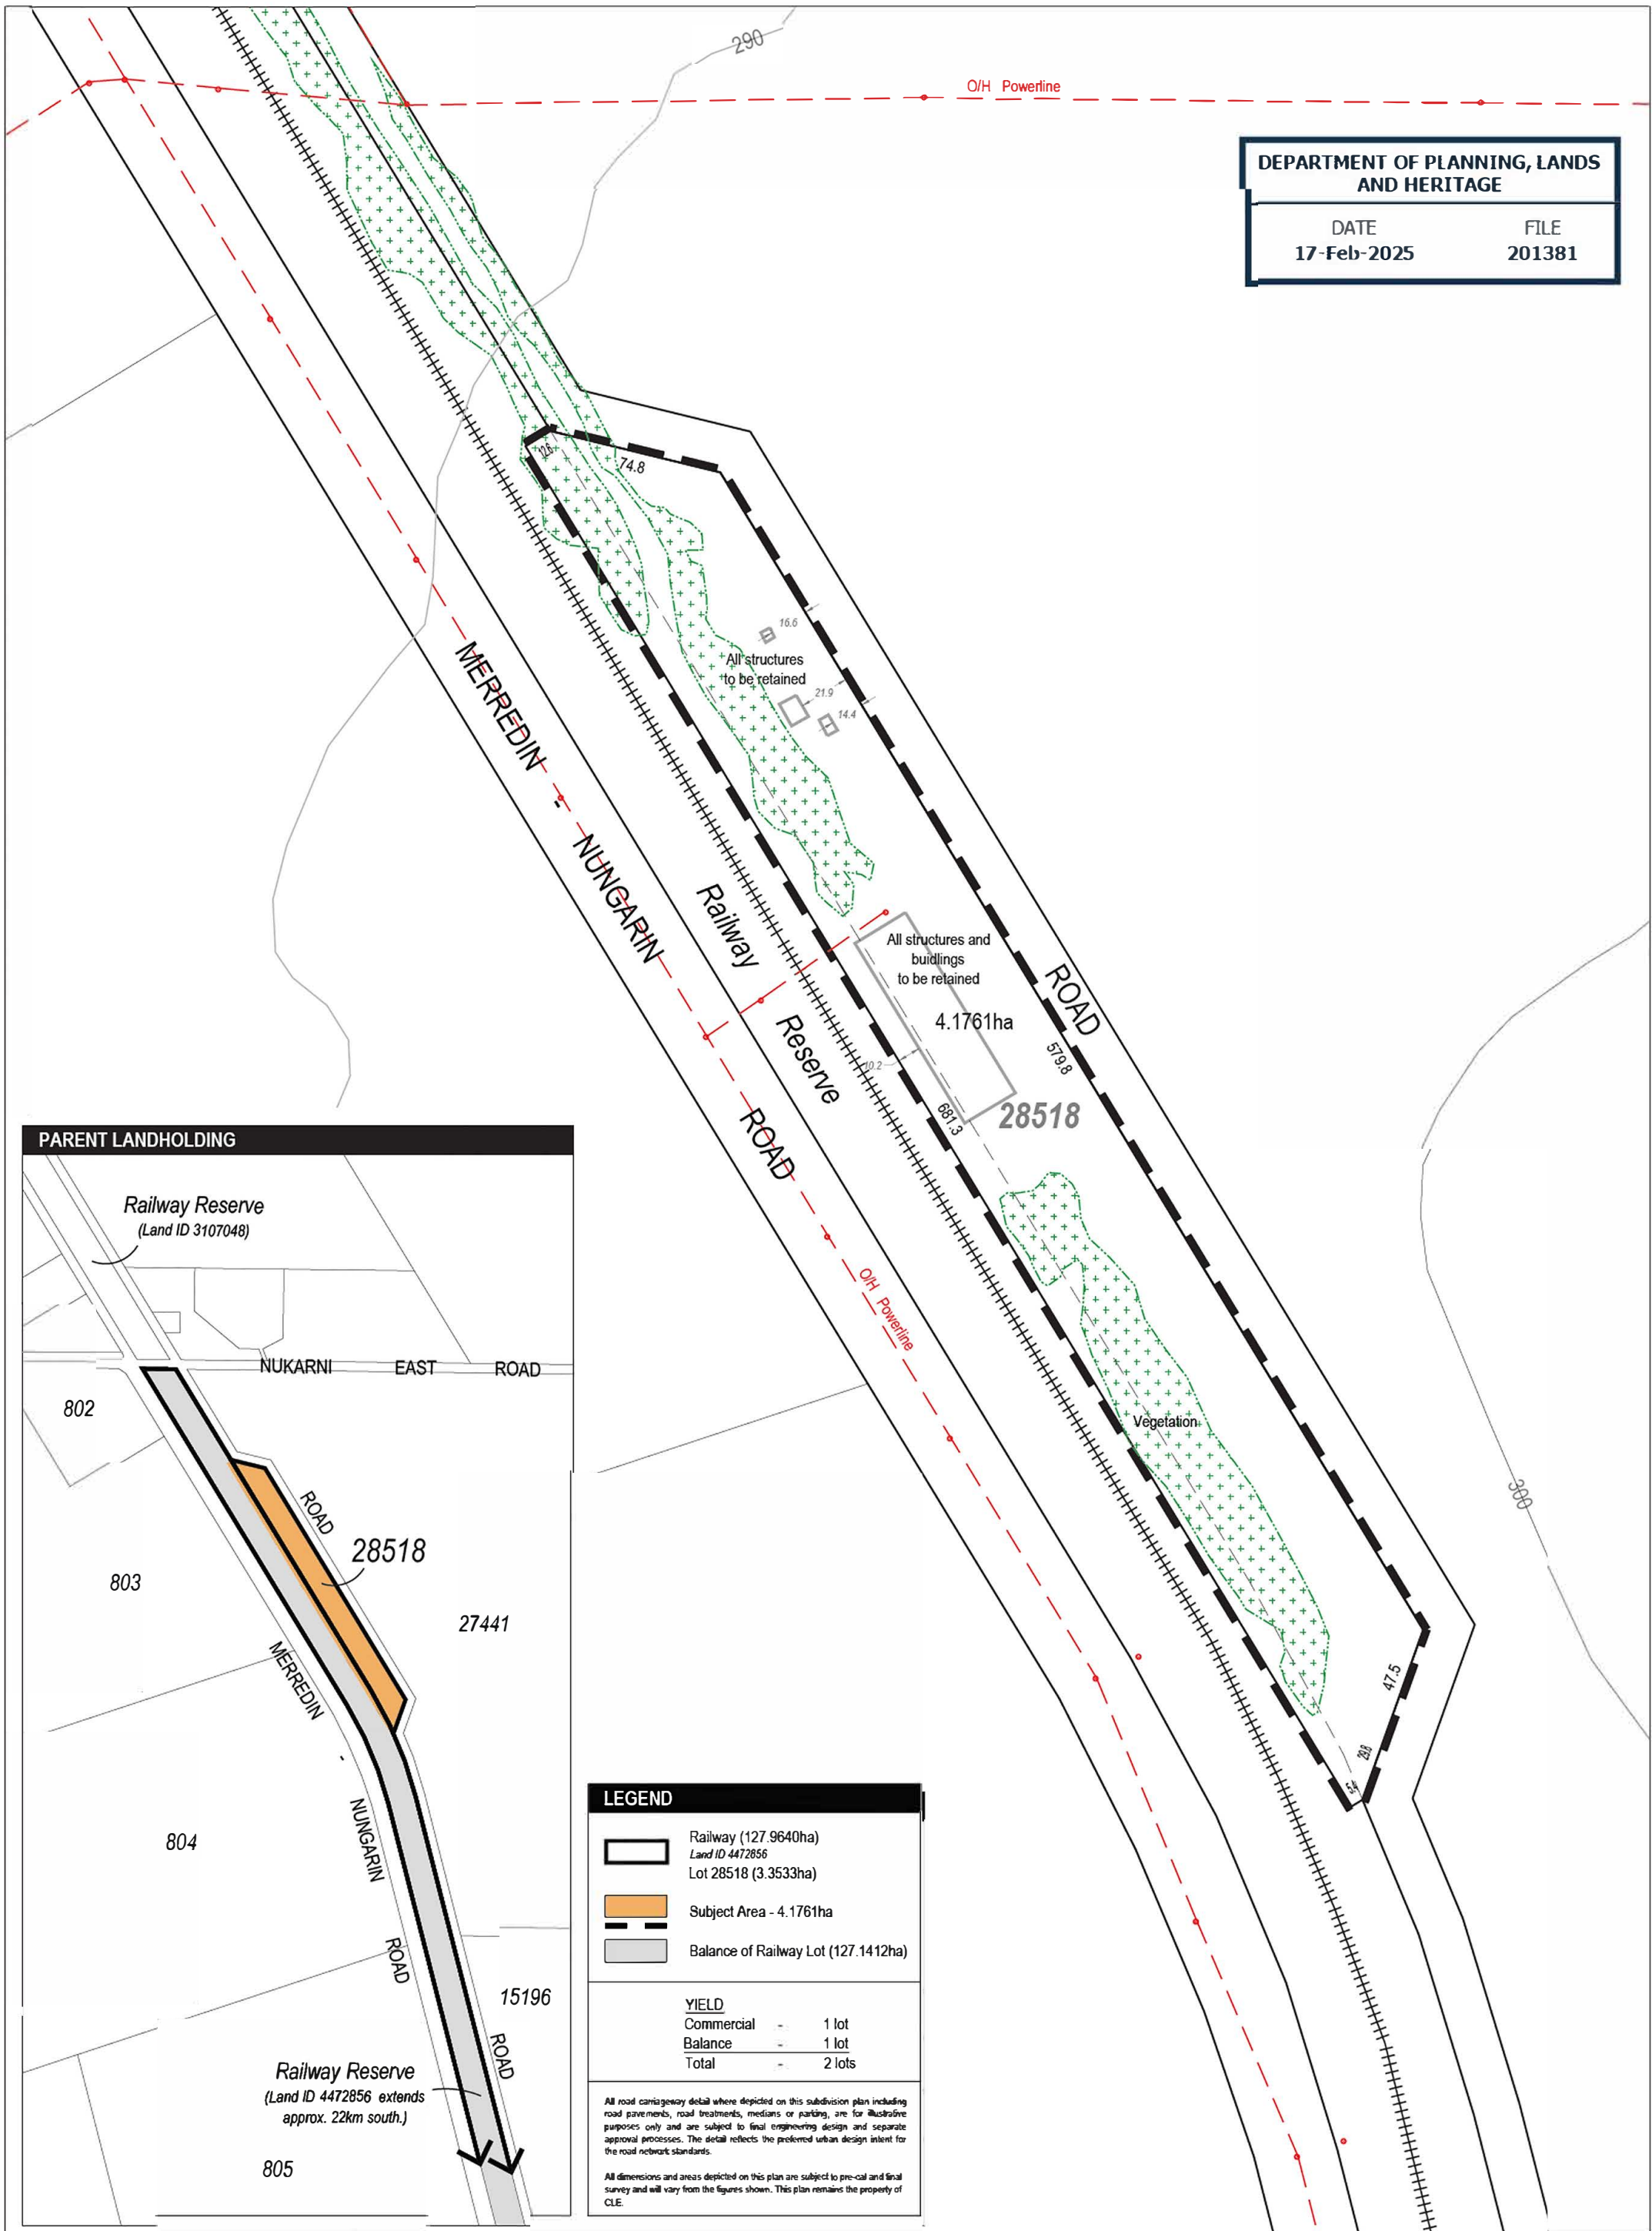 290
O/H Powerline
DEPARTMENT OF PLANNING, LANDS
AND HERITAGE
DATE FILE
17-Feb-2025 201381
74.8
16.6
All structures
to be retained
21.9
14.4
MERREDIN - NUNGARIN ROAD
Railway Reserve
All structures and
buidlings
to be retained
4.1761ha
ROAD
579.8
10.2
681.3
28518
O/H Powerline
Vegetation
300
47.5
29.8
PARENT LANDHOLDING
Railway Reserve
(Land ID 3107048)
NUKARNI EAST ROAD
802
ROAD
28518
803
27441
MERREDIN - NUNGARIN ROAD
804
15196
ROAD
Railway Reserve
(Land ID 4472856 extends
approx. 22km south.)
805
LEGEND
Railway (127.9640ha)
Land ID 4472856
Lot 28518 (3.3533ha)
Subject Area - 4.1761ha
Balance of Railway Lot (127.1412ha)
YIELD
Commercial - 1 lot
Balance - 1 lot
Total - 2 lots
All road carriageway detail where depicted on this subdivision plan including
road pavements, road treatments, medians or parking, are for illustrative
purposes only and are subject to final engineering design and separate
approval processes. The detail reflects the preferred urban design intent for
the road network standards.
All dimensions and areas depicted on this plan are subject to pre-cal and final
survey and will vary from the figures shown. This plan remains the property of
CLE.